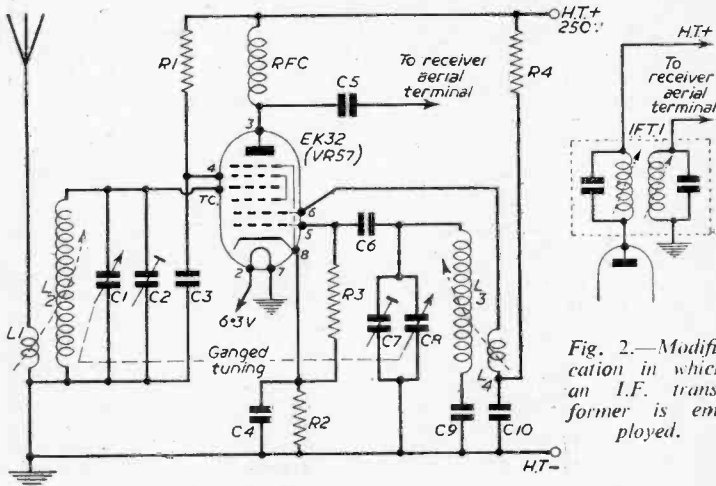 H.T.+
250V
R1
RFC
R4
C5
To receiver
aerial terminal
3
EK32
(VR57)
4
TC
6
5
8
2
7
6·3V
L1
L2
C1
C2
C3
Ganged
tuning
C4
R2
R3
C6
C7
C8
L3
L4
C9
C10
H.T-
H.T+
To
receiver
aerial
terminal
IFT.1
Fig. 2.—Modifi-
cation in which
an I.F. trans-
former is em-
ployed.